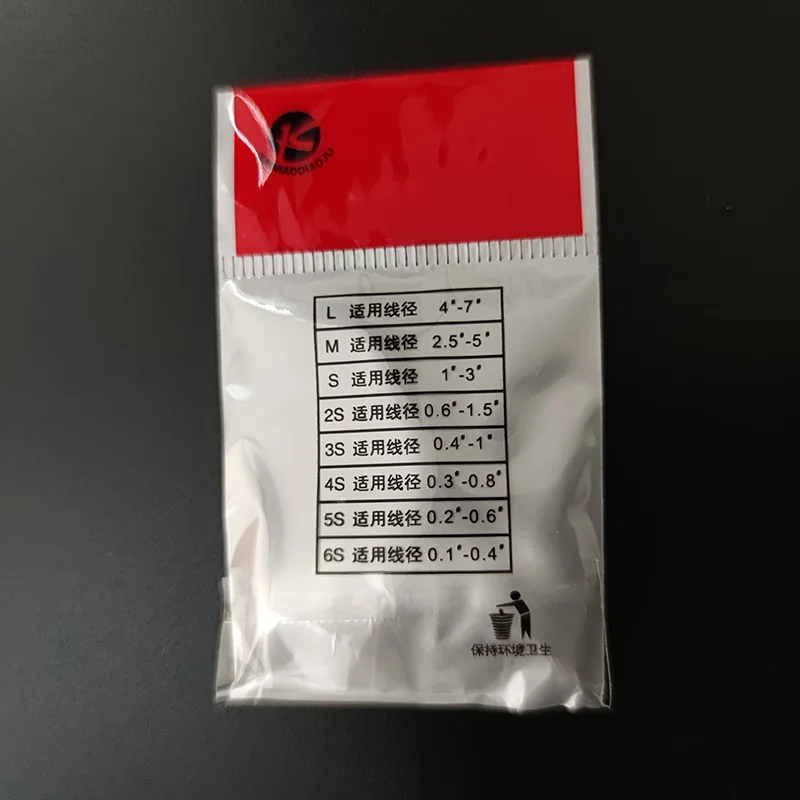 K
L 适用线径 4#-7#
M 适用线径 2.5#-5#
S 适用线径 1#-3#
2S 适用线径 0.6#-1.5#
3S 适用线径 0.4#-1#
4S 适用线径 0.3#-0.8#
5S 适用线径 0.2#-0.6#
6S 适用线径 0.1#-0.4#
保持环境卫生